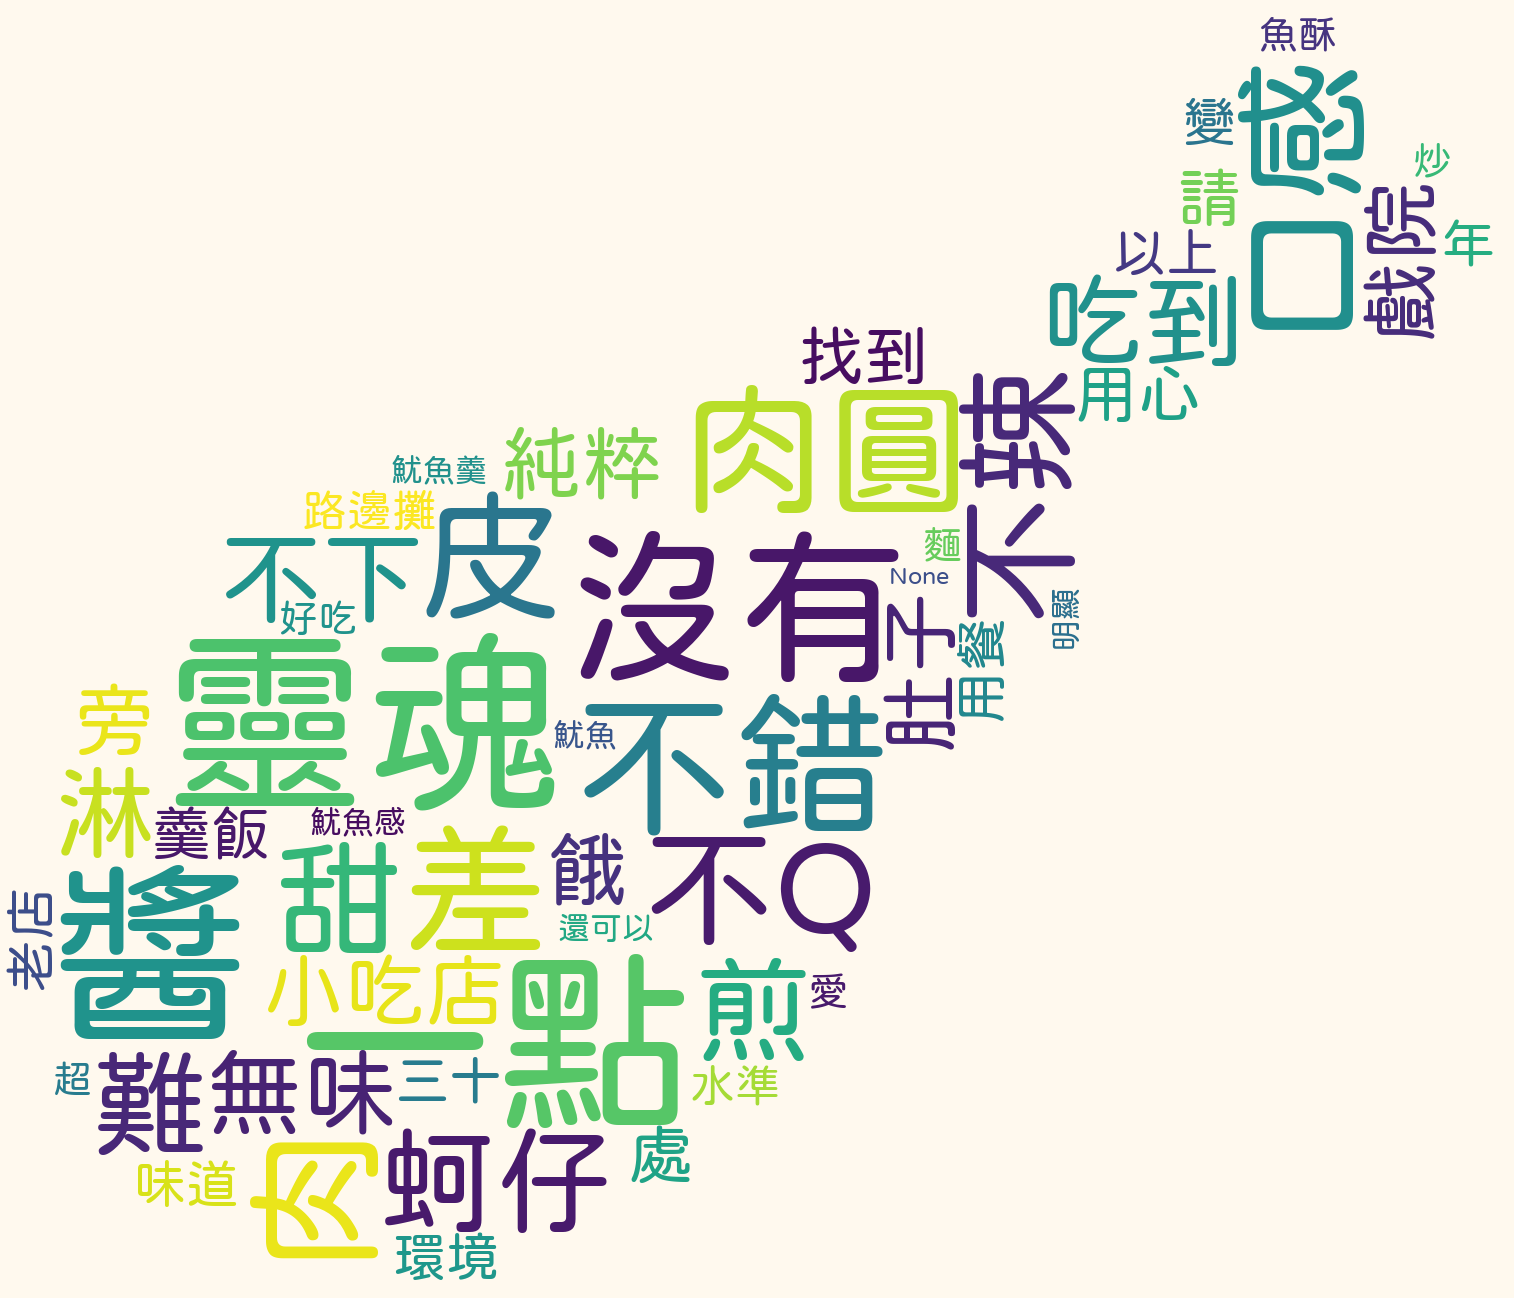 魚酥
口感
變
炒
請
戲院
年
以上
吃到
找到
用心
肉圓
不辣
純粹
魷魚羹
路邊攤
皮
不下
沒有
麵
None
好吃
肚子
用餐
明顯
靈魂
旁
魷魚
不錯
淋
羹飯
魷魚感
甜
差
餓
不Q
醬
老店
還可以
小吃店
一點
煎
愛
超
難
無味
三十
水準
味道
肉
蚵仔
處
環境